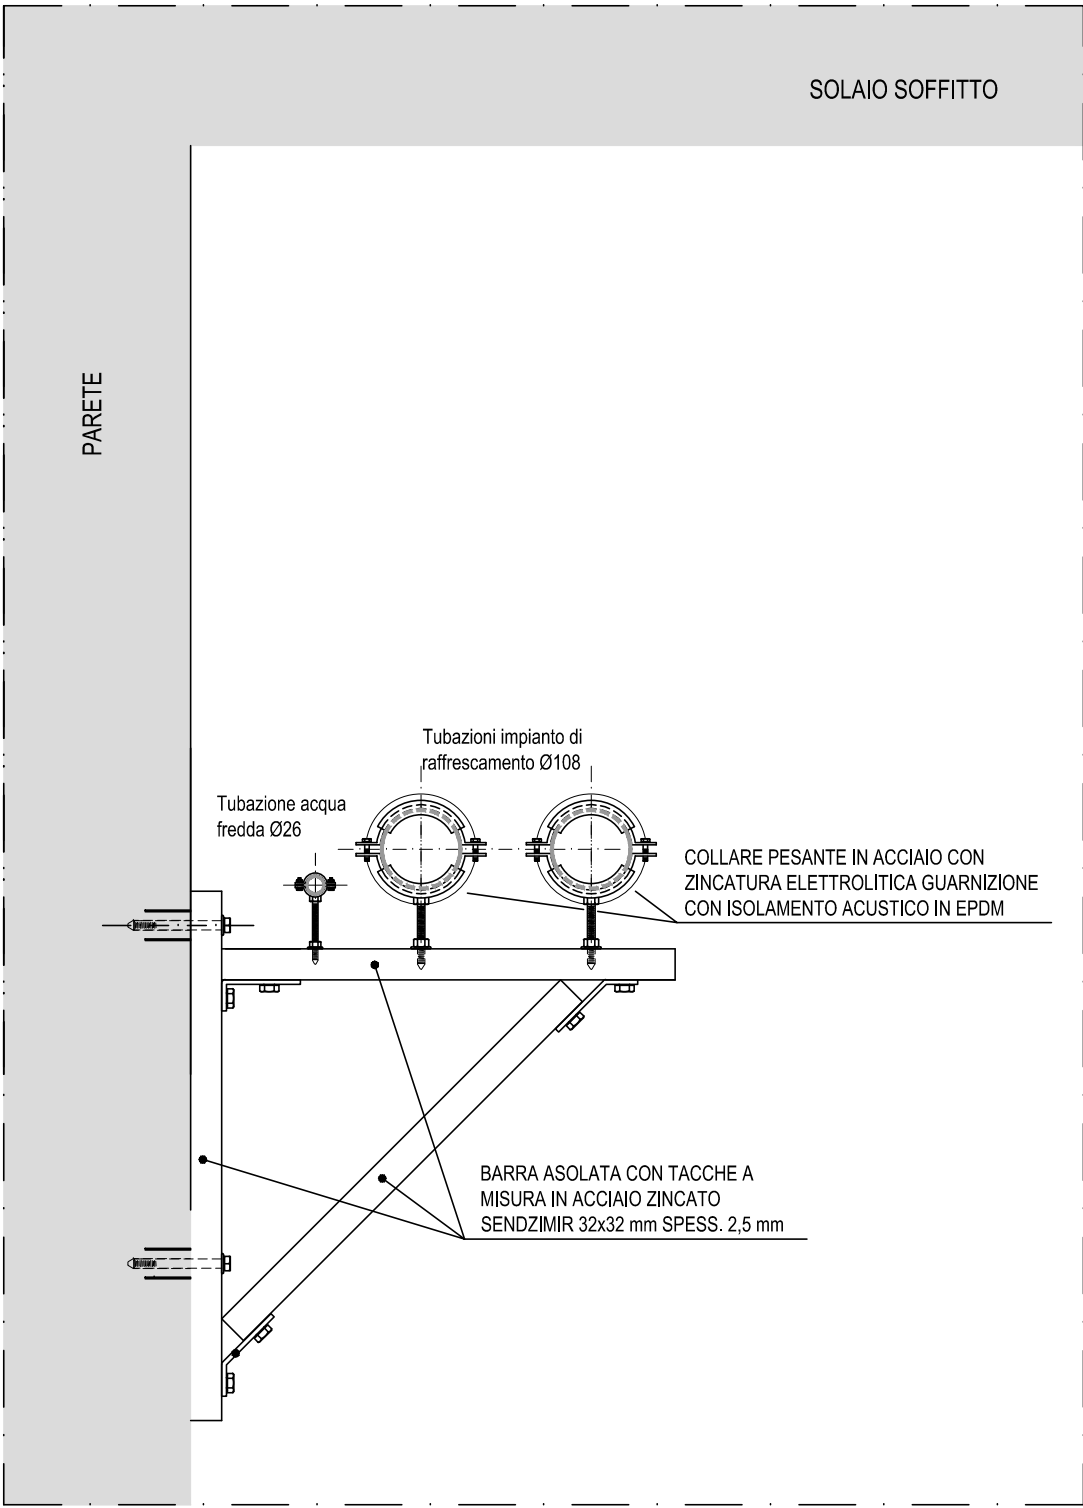 SOLAIO SOFFITTO
PARETE
Tubazioni impianto di
raffrescamento Ø108
Tubazione acqua
fredda Ø26
COLLARE PESANTE IN ACCIAIO CON
ZINCATURA ELETTROLITICA GUARNIZIONE
CON ISOLAMENTO ACUSTICO IN EPDM
BARRA ASOLATA CON TACCHE A
MISURA IN ACCIAIO ZINCATO
SENDZIMIR 32x32 mm SPESS. 2,5 mm